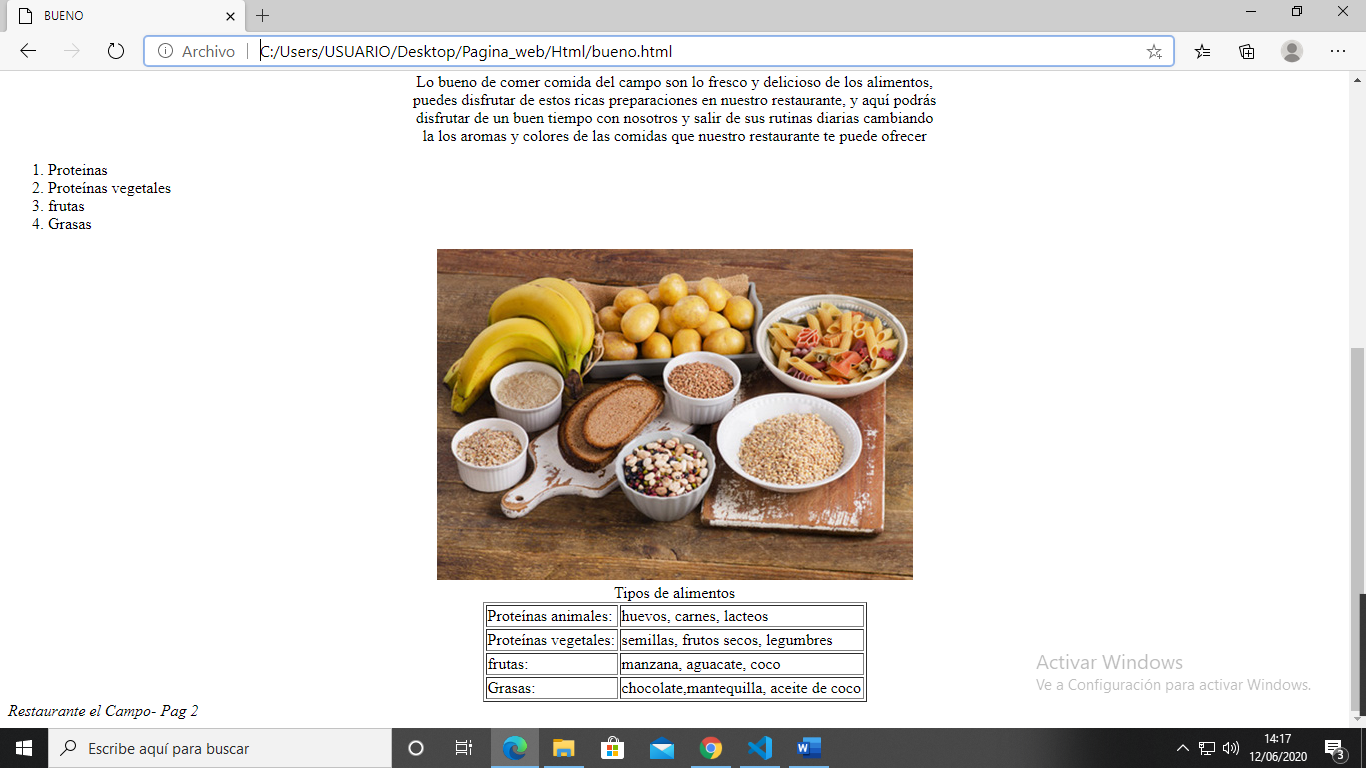 BUENO
Archivo
C:/Users/USUARIO/Desktop/Pagina_web/Html/bueno.html
Lo bueno de comer comida del campo son lo fresco y delicioso de los alimentos,
puedes disfrutar de estos ricas preparaciones en nuestro restaurante, y aquí podrás
disfrutar de un buen tiempo con nosotros y salir de sus rutinas diarias cambiando
la los aromas y colores de las comidas que nuestro restaurante te puede ofrecer
1. Proteinas
2. Proteínas vegetales
3. frutas
4. Grasas
Tipos de alimentos
Proteínas animales: huevos, carnes, lacteos
Proteínas vegetales: semillas, frutos secos, legumbres
frutas: manzana, aguacate, coco
Grasas: chocolate,mantequilla, aceite de coco
Activar Windows
Ve a Configuración para activar Windows.
Restaurante el Campo- Pag 2
Escribe aquí para buscar
14:17
12/06/2020
3